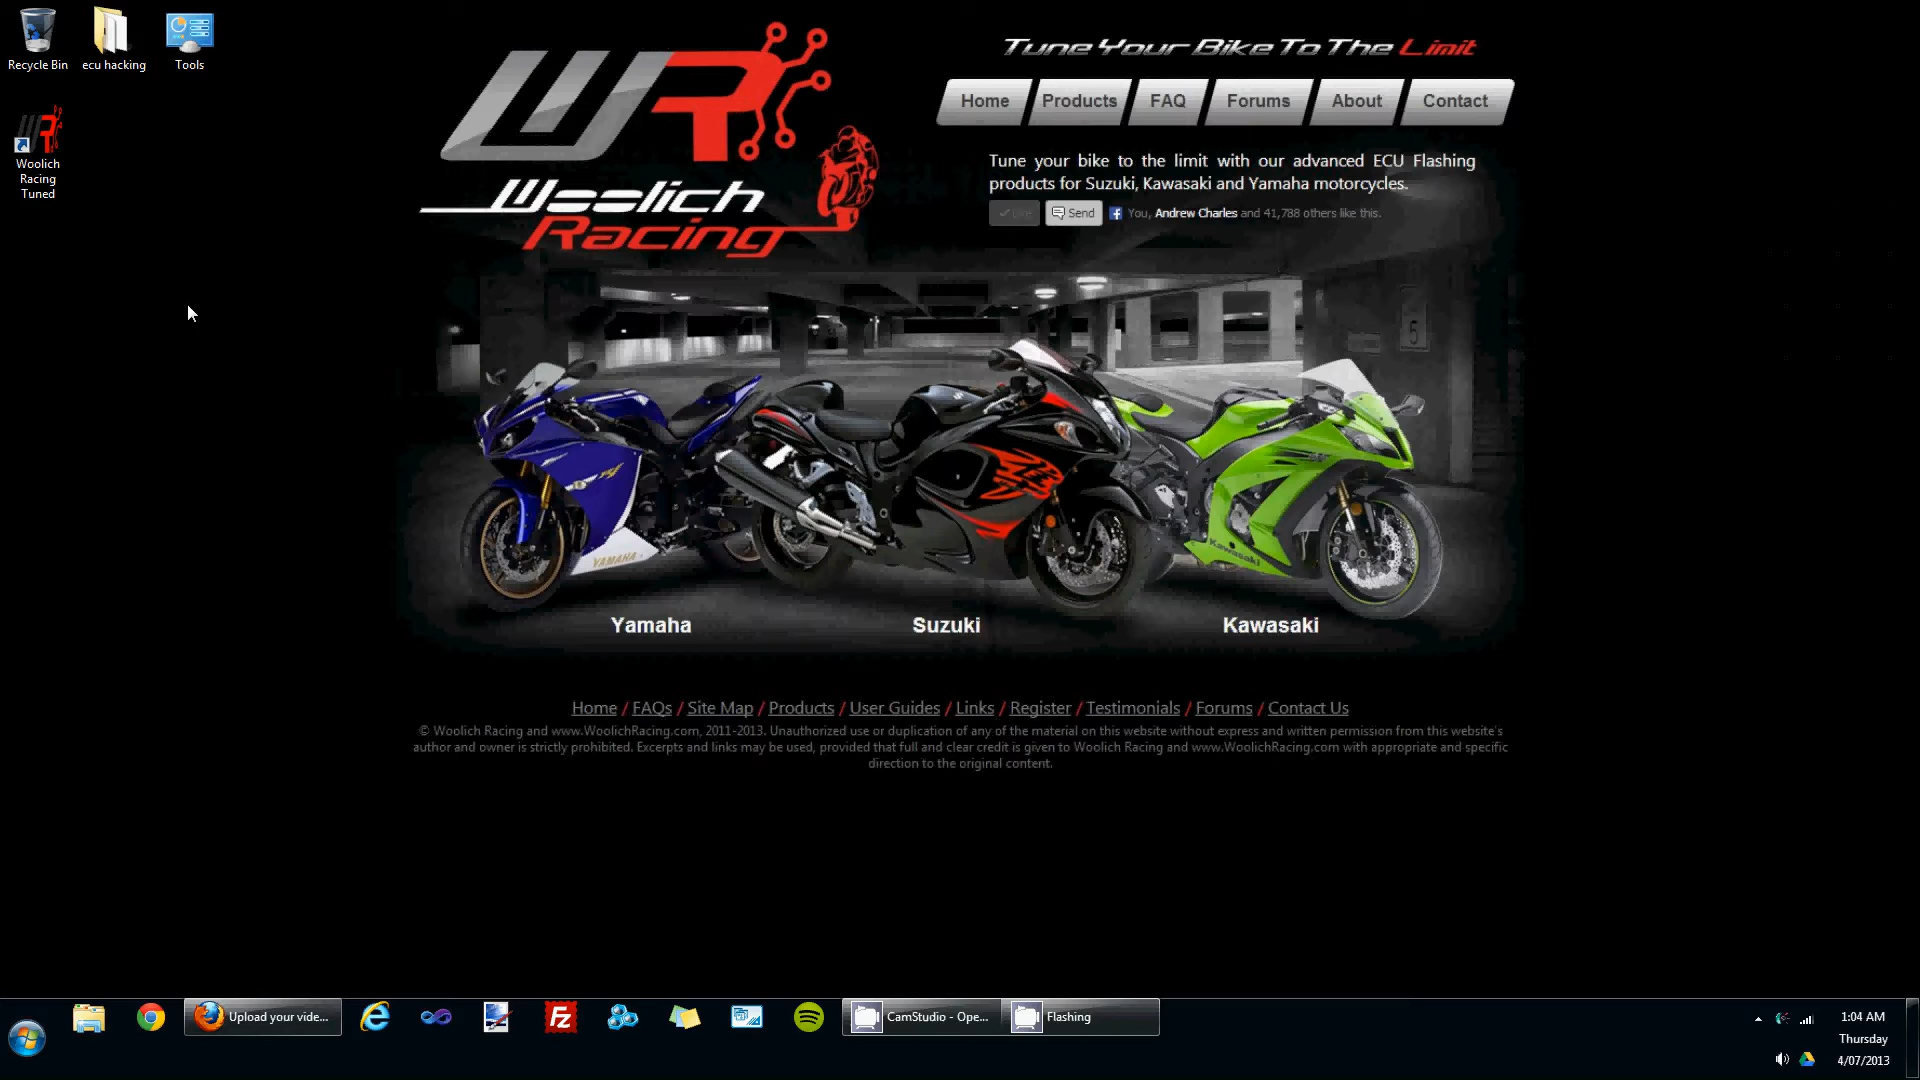 Recycle Bin
ecu hacking
Tools
Woolich
Racing
Tuned
WR
Woolich
Racing
Tune Your Bike To The Limit
Home
Products
FAQ
Forums
About
Contact
Tune your bike to the limit with our advanced ECU Flashing
products for Suzuki, Kawasaki and Yamaha motorcycles.
Like
Send
You, Andrew Charles and 41,788 others like this.
5
YAMAHA
Kawasaki
Yamaha
Suzuki
Kawasaki
Home / FAQs / Site Map / Products / User Guides / Links / Register / Testimonials / Forums / Contact Us
© Woolich Racing and www.WoolichRacing.com, 2011-2013. Unauthorized use or duplication of any of the material on this website without express and written permission from this website's
author and owner is strictly prohibited. Excerpts and links may be used, provided that full and clear credit is given to Woolich Racing and www.WoolichRacing.com with appropriate and specific
direction to the original content.
Upload your vide...
Fz
CamStudio - Ope...
Flashing
1:04 AM
Thursday
4/07/2013